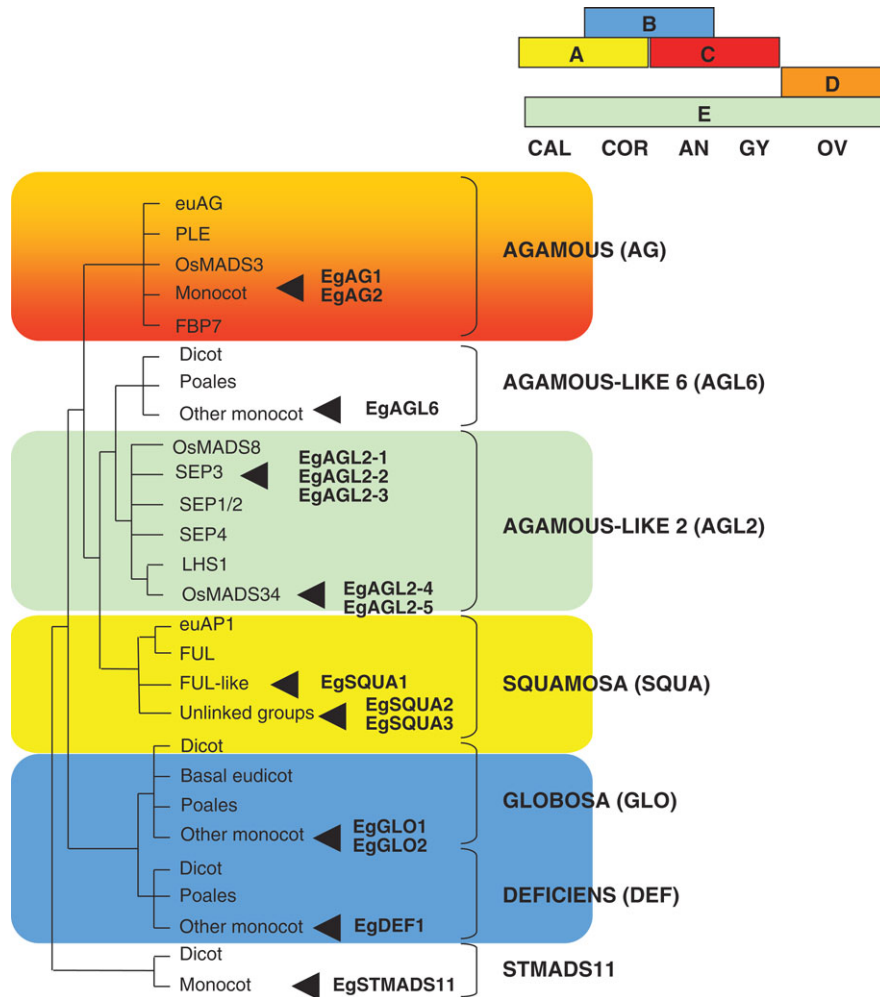 B
A C
D
E
CAL COR AN GY OV
euAG
PLE
OsMADS3
Monocot
FBP7
EgAG1
EgAG2
AGAMOUS (AG)
Dicot
Poales
Other monocot
EgAGL6
AGAMOUS-LIKE 6 (AGL6)
OsMADS8
SEP3
SEP1/2
SEP4
LHS1
OsMADS34
EgAGL2-1
EgAGL2-2
EgAGL2-3
EgAGL2-4
EgAGL2-5
AGAMOUS-LIKE 2 (AGL2)
euAP1
FUL
FUL-like
Unlinked groups
EgSQUA1
EgSQUA2
EgSQUA3
SQUAMOSA (SQUA)
Dicot
Basal eudicot
Poales
Other monocot
EgGLO1
EgGLO2
GLOBOSA (GLO)
Dicot
Poales
Other monocot
EgDEF1
DEFICIENS (DEF)
Dicot
Monocot
EgSTMADS11
STMADS11